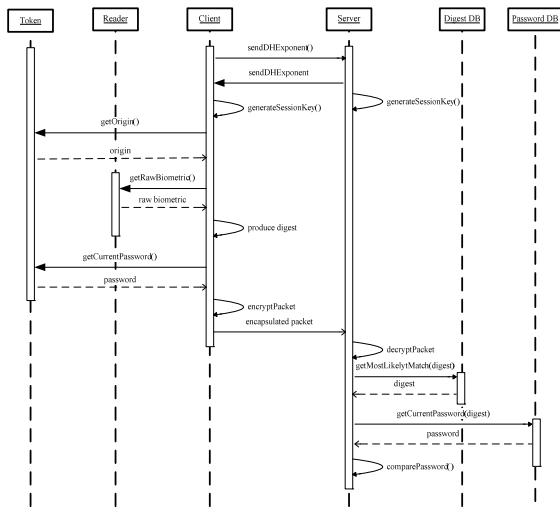 Token
Reader
Client
Server
Digest DB
Password DB
sendDHExponent()
sendDHExponent
generateSessionKey()
generateSessionKey()
getOrigin()
origin
getRawBiometric()
raw biometric
produce digest
getCurrentPassword()
password
encryptPacket
encapsulated packet
decryptPacket
getMostLikelytMatch(digest)
digest
getCurrentPassword(digest)
password
comparePassword()